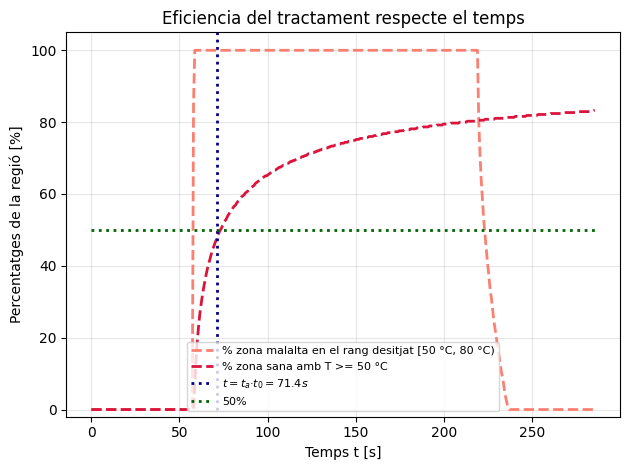 Eficiencia del tractament respecte el temps
Percentatges de la regió [%]
100
80
60
40
20
0
% zona malalta en el rang desitjat [50 °C, 80 °C)
% zona sana amb T >= 50 °C
t = tₐ·t₀ = 71.4s
50%
0 50 100 150 200 250
Temps t [s]